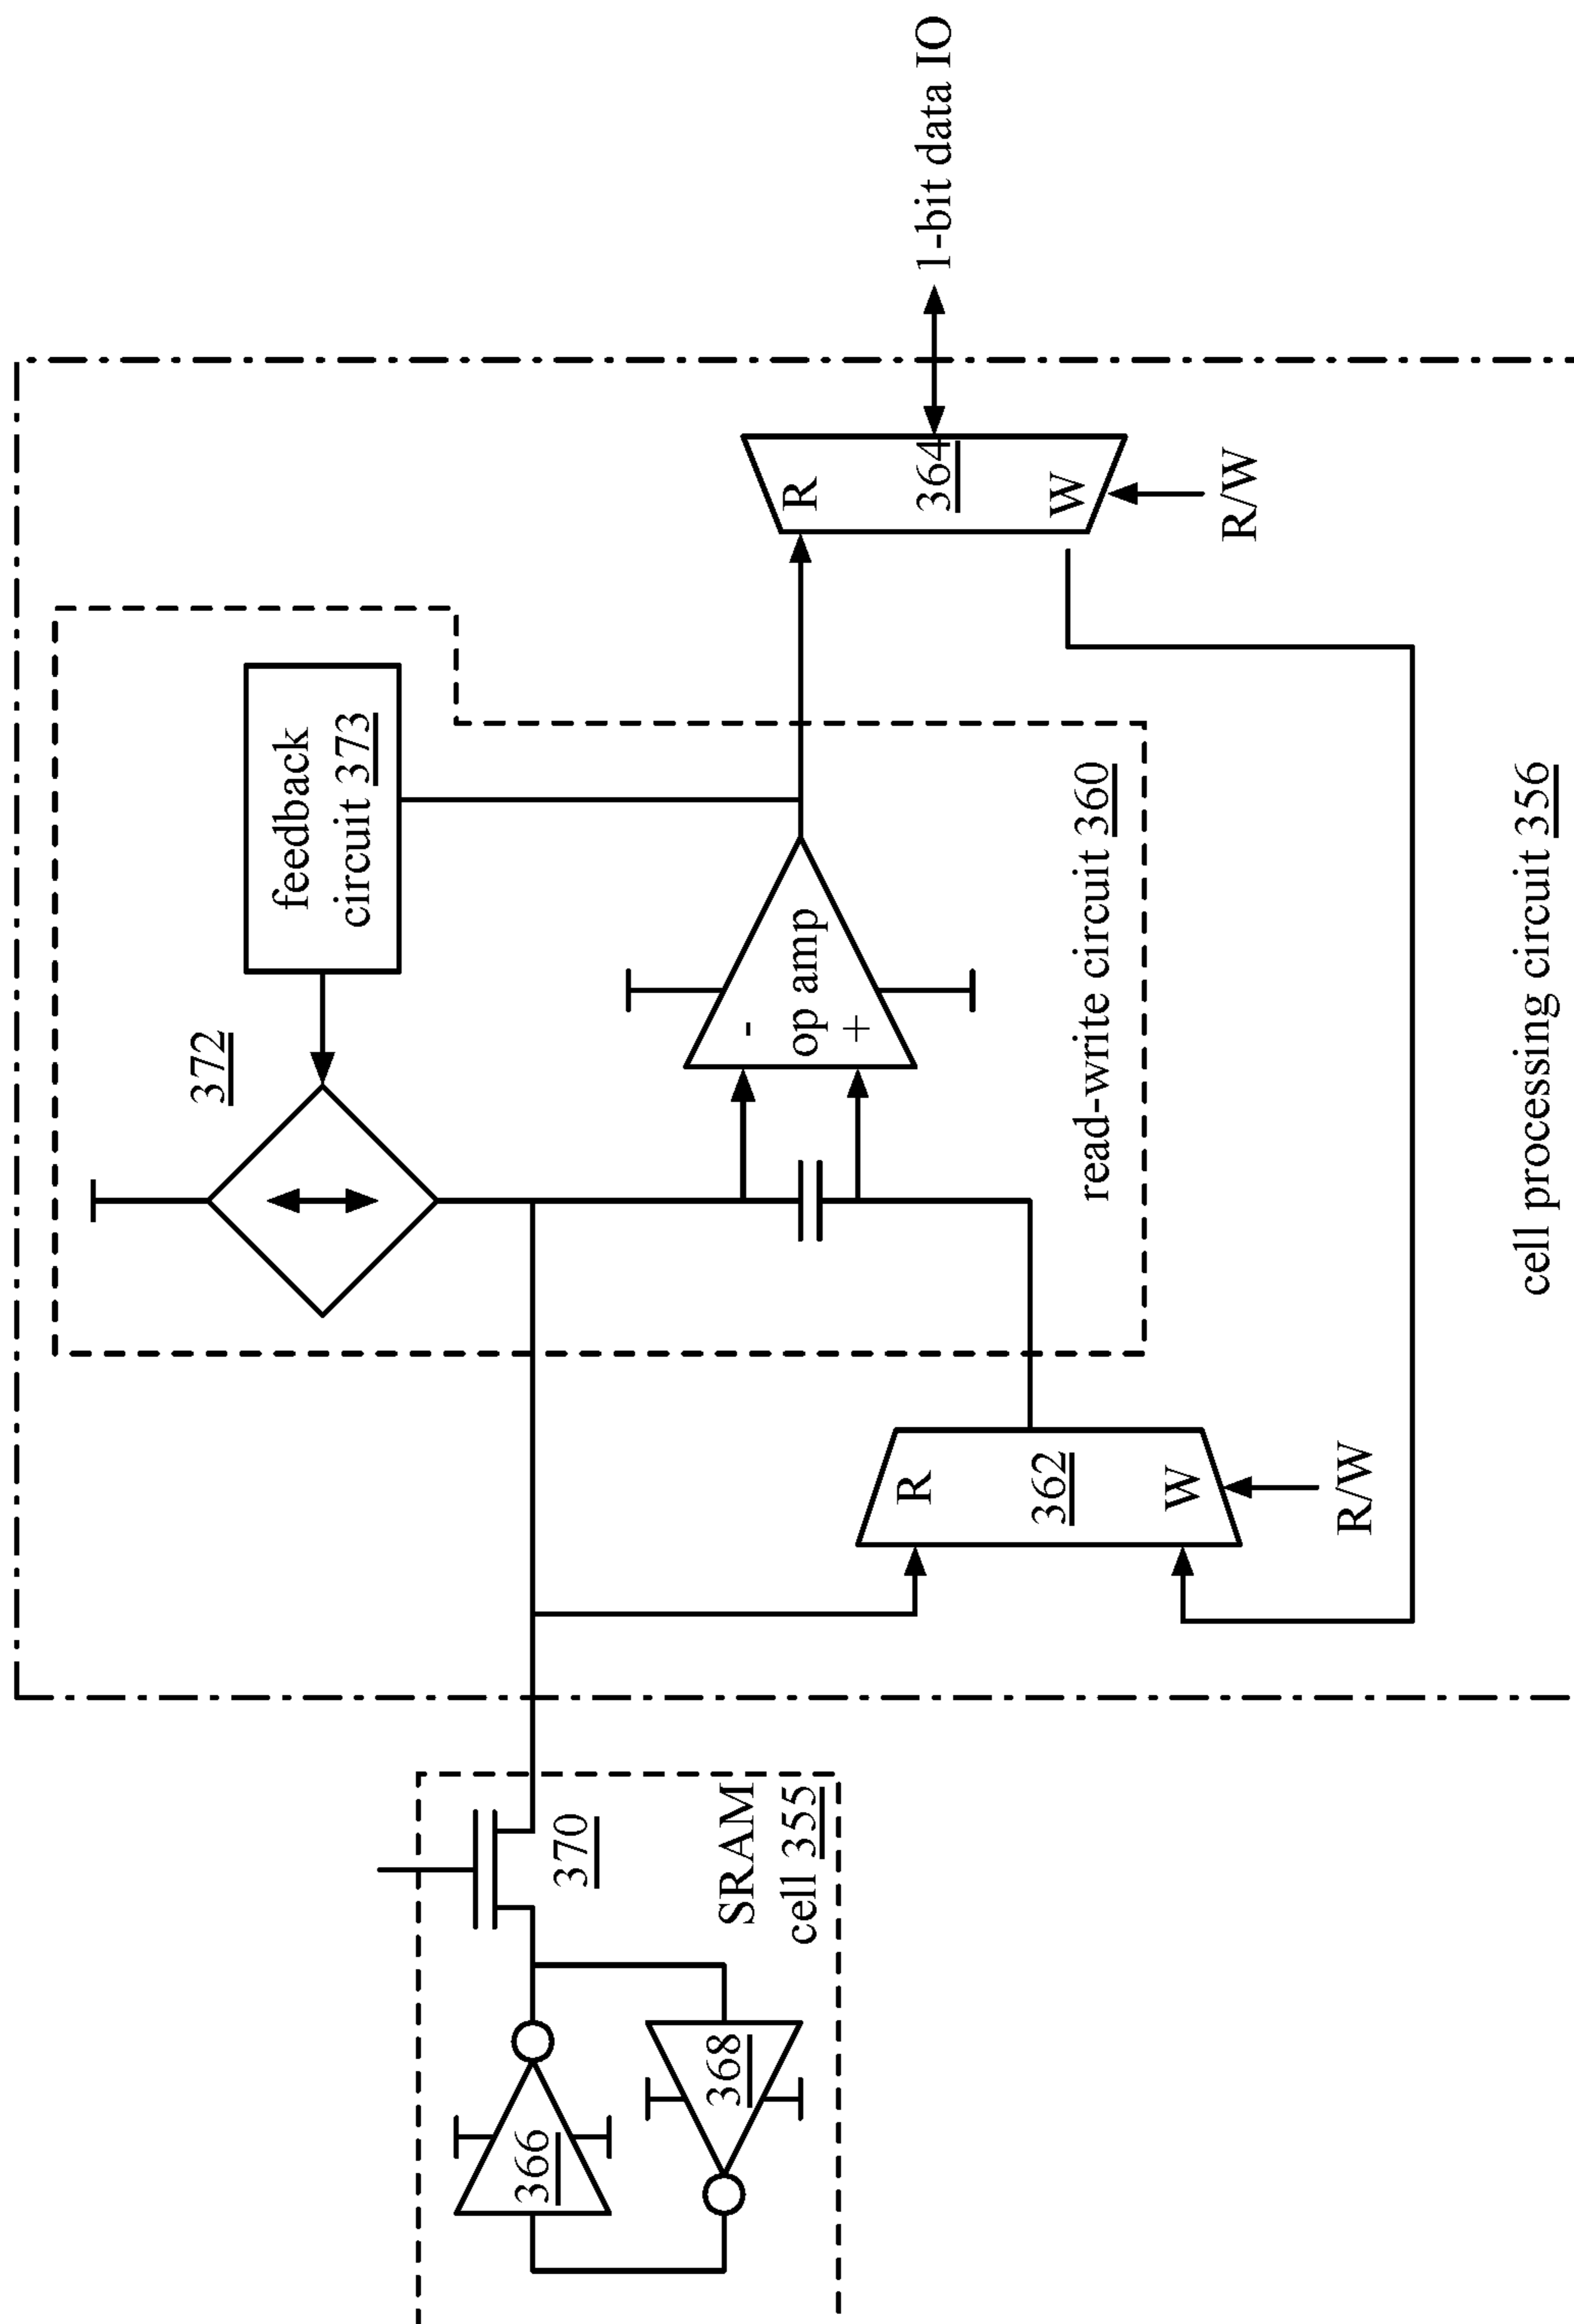 372
feedback
circuit 373
-
op amp
+
read-write circuit 360
R
364
W
R/W
1-bit data IO
R
362
W
R/W
366
368
370
SRAM
cell 355
cell processing circuit 356